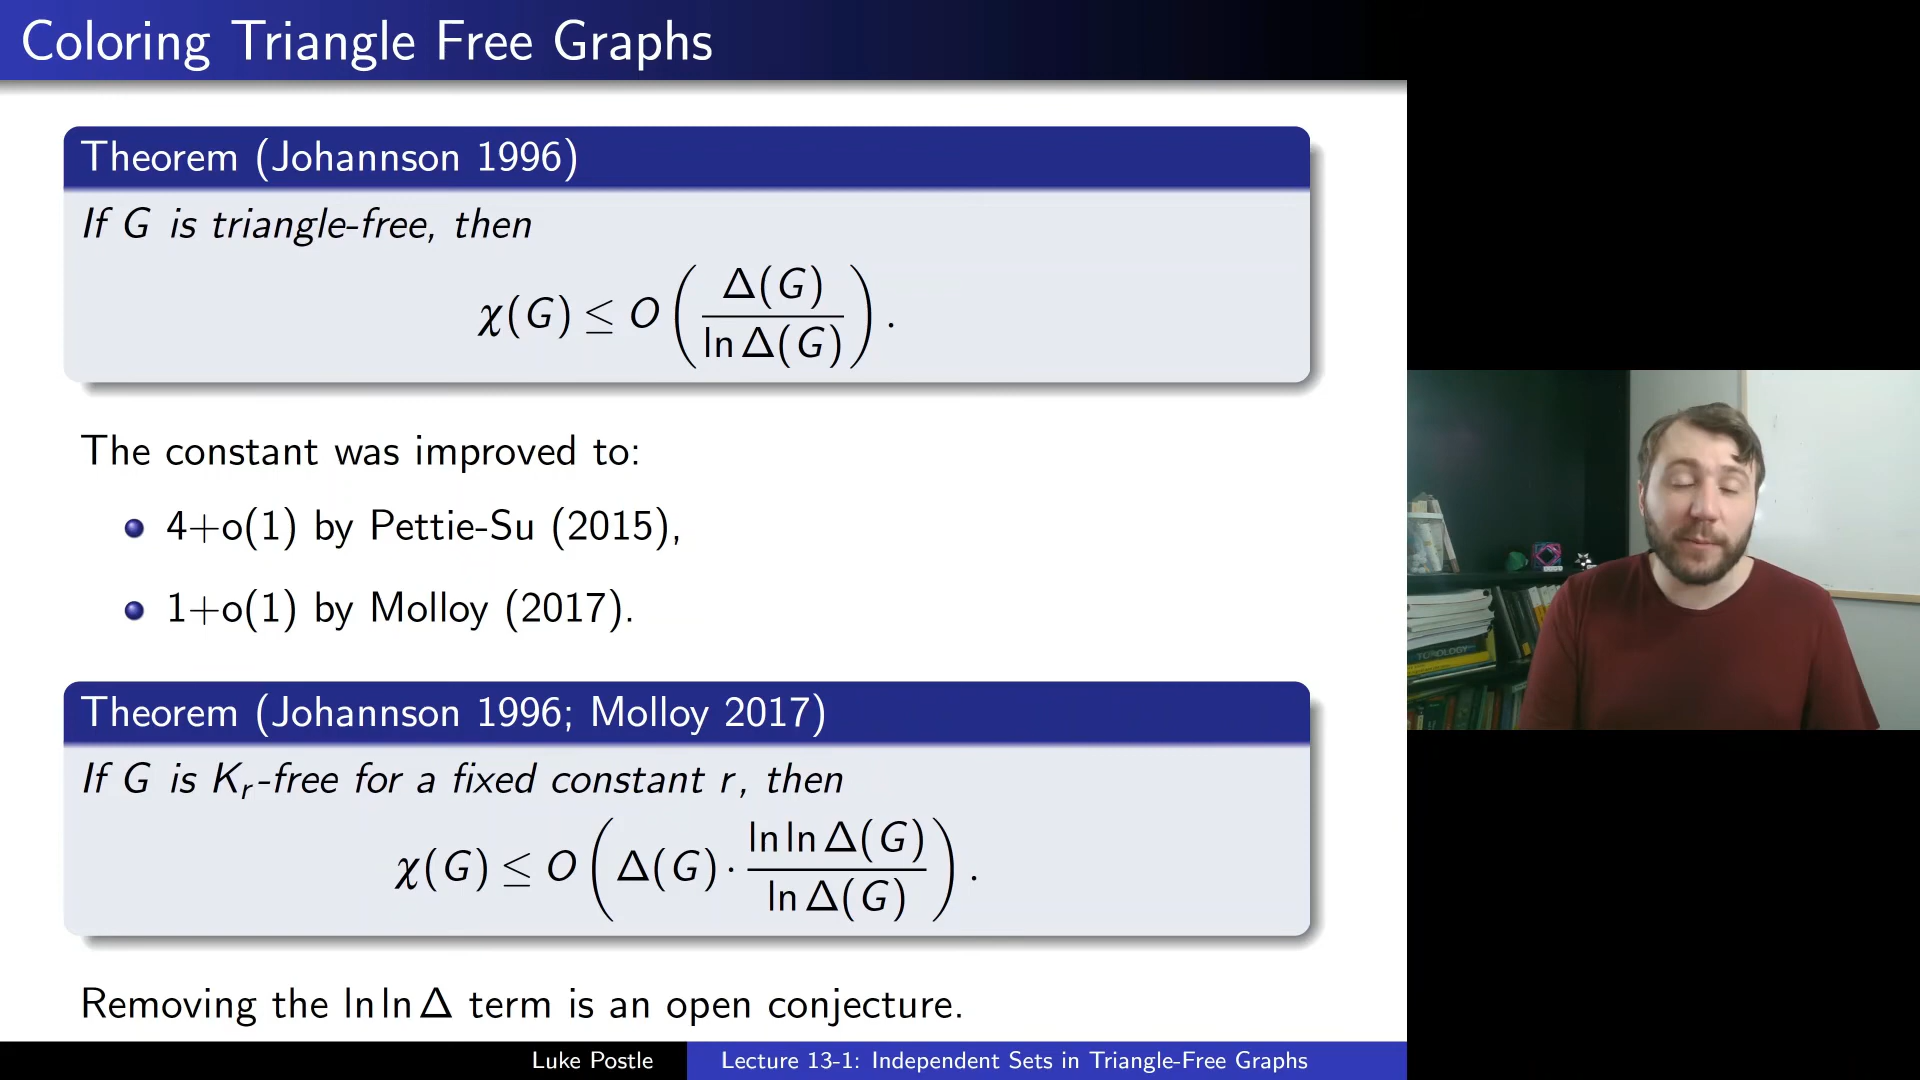 Coloring Triangle Free Graphs
Theorem (Johannson 1996)
If G is triangle-free, then
χ(G) ≤ O(Δ(G) / ln Δ(G)).
The constant was improved to:
4+o(1) by Pettie-Su (2015),
1+o(1) by Molloy (2017).
Theorem (Johannson 1996; Molloy 2017)
If G is Kᵣ-free for a fixed constant r, then
χ(G) ≤ O(Δ(G) · ln ln Δ(G) / ln Δ(G)).
Removing the ln ln Δ term is an open conjecture.
Luke Postle
Lecture 13-1: Independent Sets in Triangle-Free Graphs
TOPOLOGY